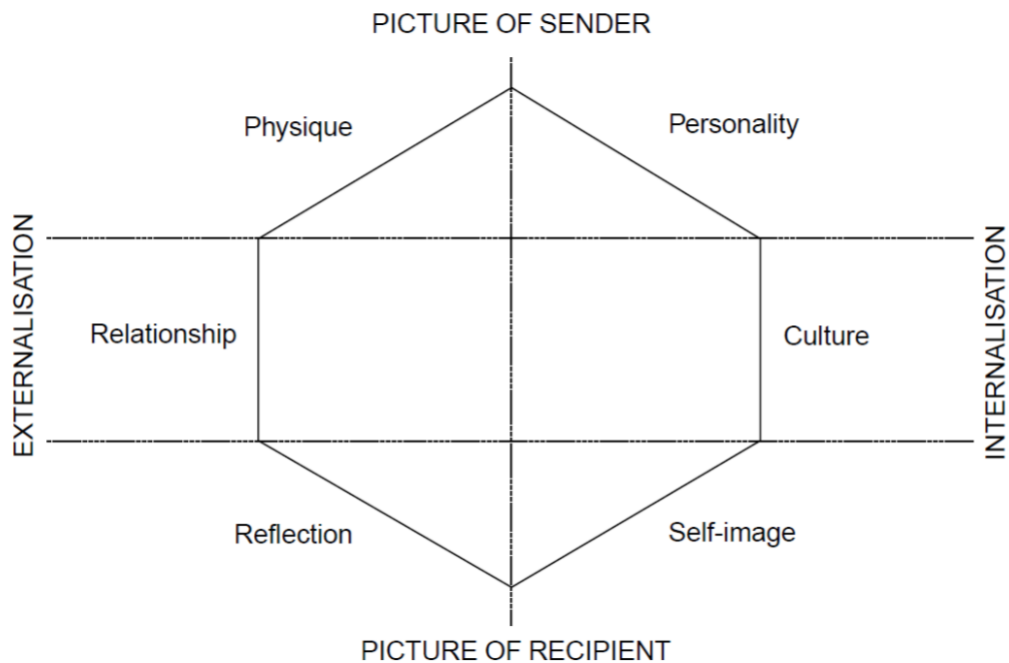 PICTURE OF SENDER
Physique
Personality
EXTERNALISATION
INTERNALISATION
Relationship
Culture
Reflection
Self-image
PICTURE OF RECIPIENT